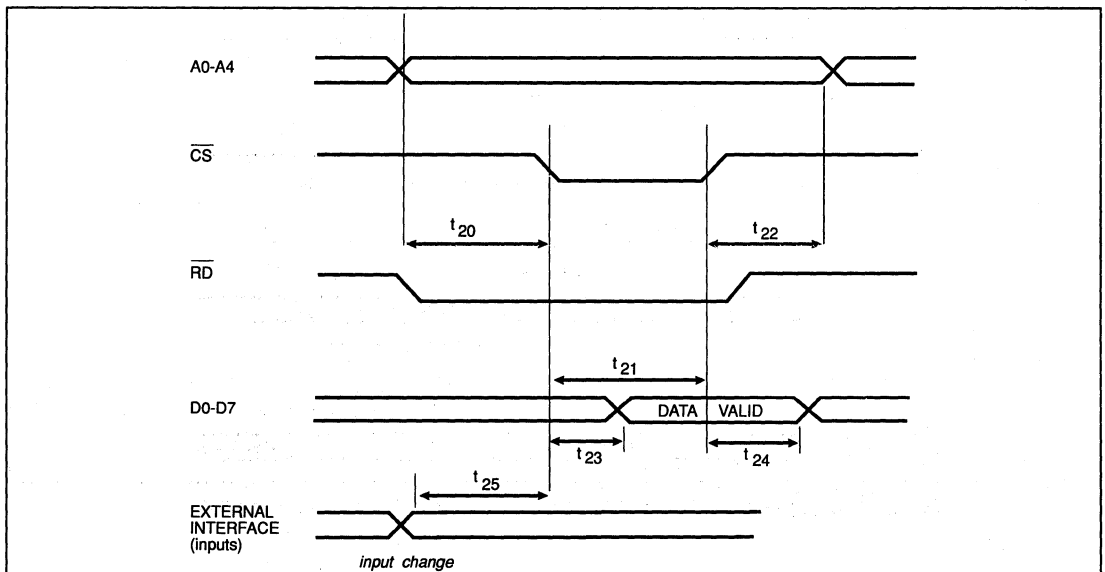 A0-A4
CS
t20
t22
RD
t21
D0-D7
DATA VALID
t23
t24
t25
EXTERNAL
INTERFACE
(inputs)
input change